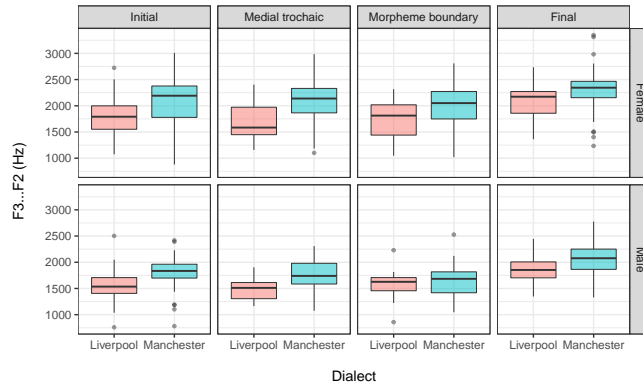 Initial Medial trochaic Morpheme boundary Final
3000
2500
2000
1500
1000
Female
F3...F2 (Hz)
3000
2500
2000
1500
1000
Male
Liverpool Manchester Liverpool Manchester Liverpool Manchester Liverpool Manchester
Dialect